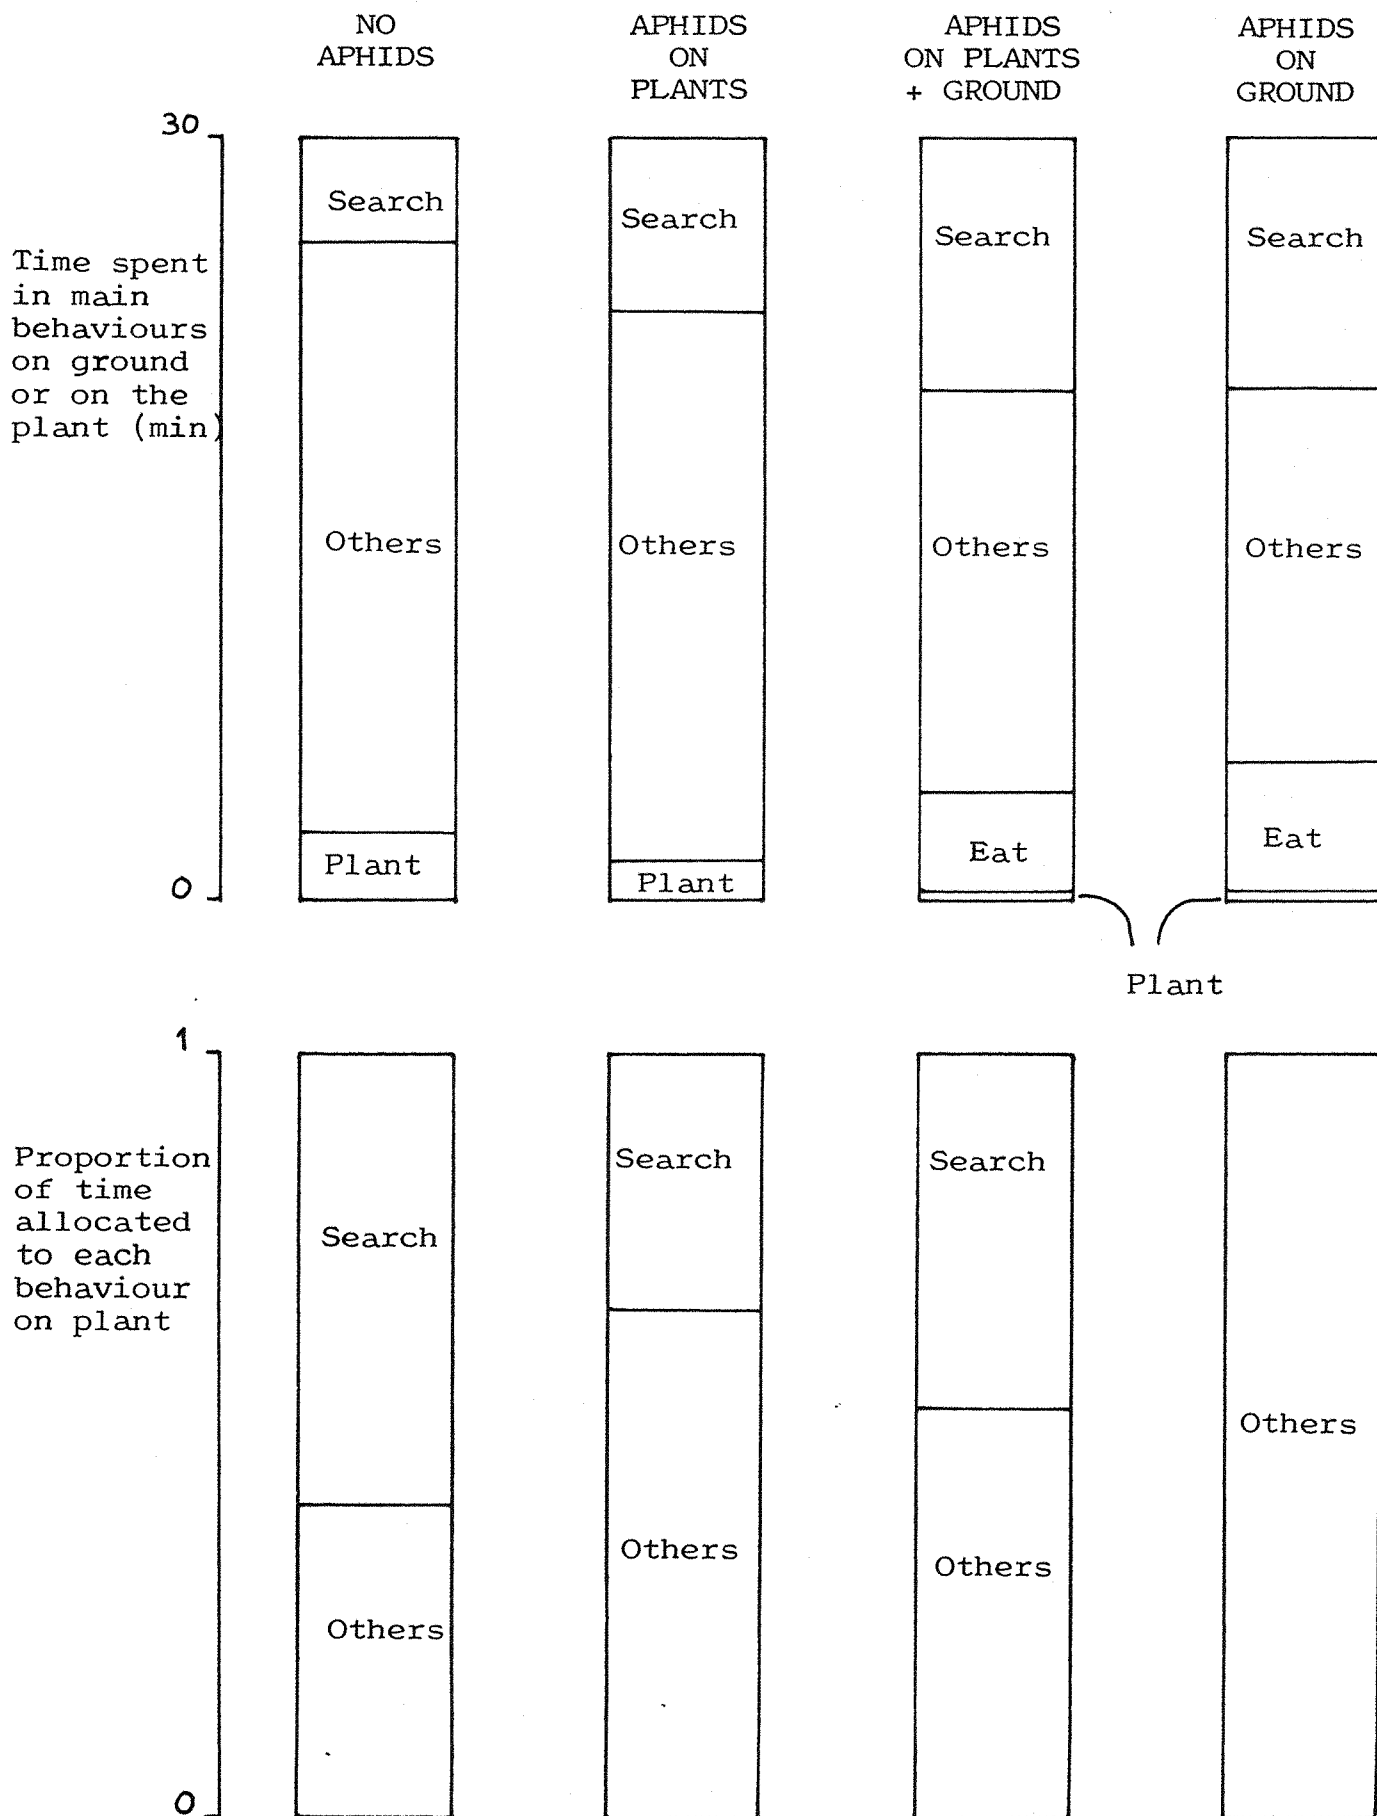 NO
APHIDS
APHIDS
ON
PLANTS
APHIDS
ON PLANTS
+ GROUND
APHIDS
ON
GROUND
30
Time spent
in main
behaviours
on ground
or on the
plant (min)
0
Search
Others
Plant
Search
Others
Plant
Search
Others
Eat
Search
Others
Eat
Plant
1
Proportion
of time
allocated
to each
behaviour
on plant
0
Search
Others
Search
Others
Search
Others
Others